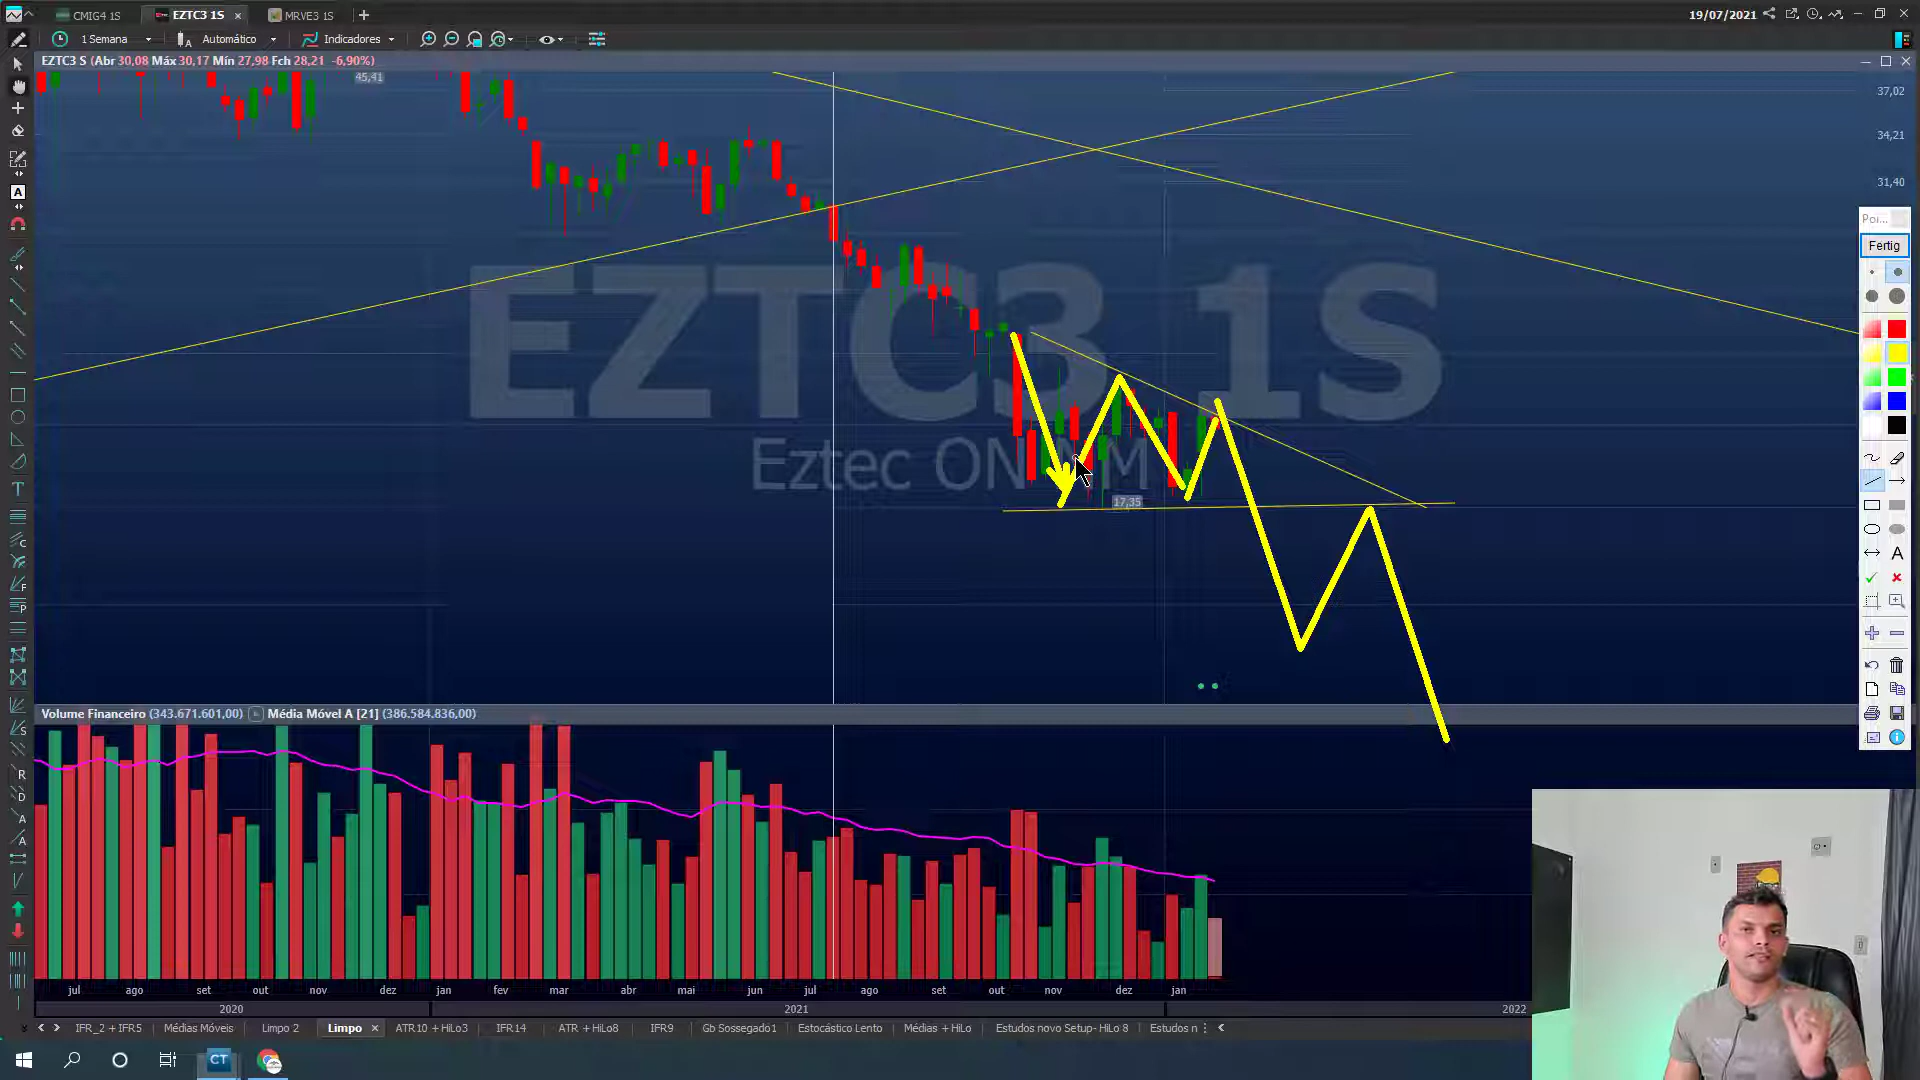 CMIG4 1S
EZTC3 1S
MRVE3 1S
19/07/2021
1 Semana
Automático
Indicadores
EZTC3 S (Abr 30,08 Máx 30,17 Mín 27,98 Fch 28,21 -6,90%)
45,41
37,02
34,21
31,40
Poi...
Fertig
EZTC3 1S
Eztec ON NM
17,35
Volume Financeiro (343.671.601,00)
Média Móvel A [21] (386.584.836,00)
jul ago set out nov dez jan fev mar abr mai jun jul ago set out nov dez jan
2020 2021 2022
IFR_2 + IFR5 Médias Móveis Limpo 2 Limpo ATR10 + HiLo3 IFR14 ATR + HiLo8 IFR9 Gb Sossegado1 Estocástico Lento Médias + HiLo Estudos novo Setup- HiLo 8 Estudos n
CT